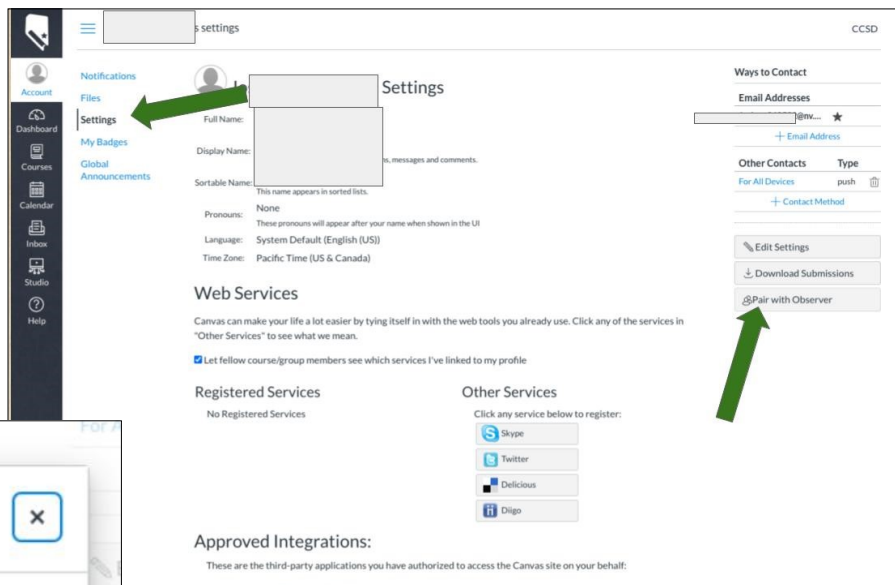 s settings
CCSD
Account
Dashboard
Courses
Calendar
Inbox
Studio
Help
Notifications
Files
Settings
My Badges
Global
Announcements
Settings
Full Name:
Display Name:
messages and comments.
Sortable Name:
This name appears in sorted lists.
Pronouns: None
These pronouns will appear after your name when shown in the UI
Language: System Default (English (US))
Time Zone: Pacific Time (US & Canada)
Web Services
Canvas can make your life a lot easier by tying itself in with the web tools you already use. Click any of the services in
"Other Services" to see what we mean.
Let fellow course/group members see which services I've linked to my profile
Registered Services
No Registered Services
Other Services
Click any service below to register:
Skype
Twitter
Delicious
Diigo
Approved Integrations:
These are the third-party applications you have authorized to access the Canvas site on your behalf:
Ways to Contact
Email Addresses
@nv.... ★
+ Email Address
Other Contacts Type
For All Devices push
+ Contact Method
Edit Settings
Download Submissions
Pair with Observer
For A
×